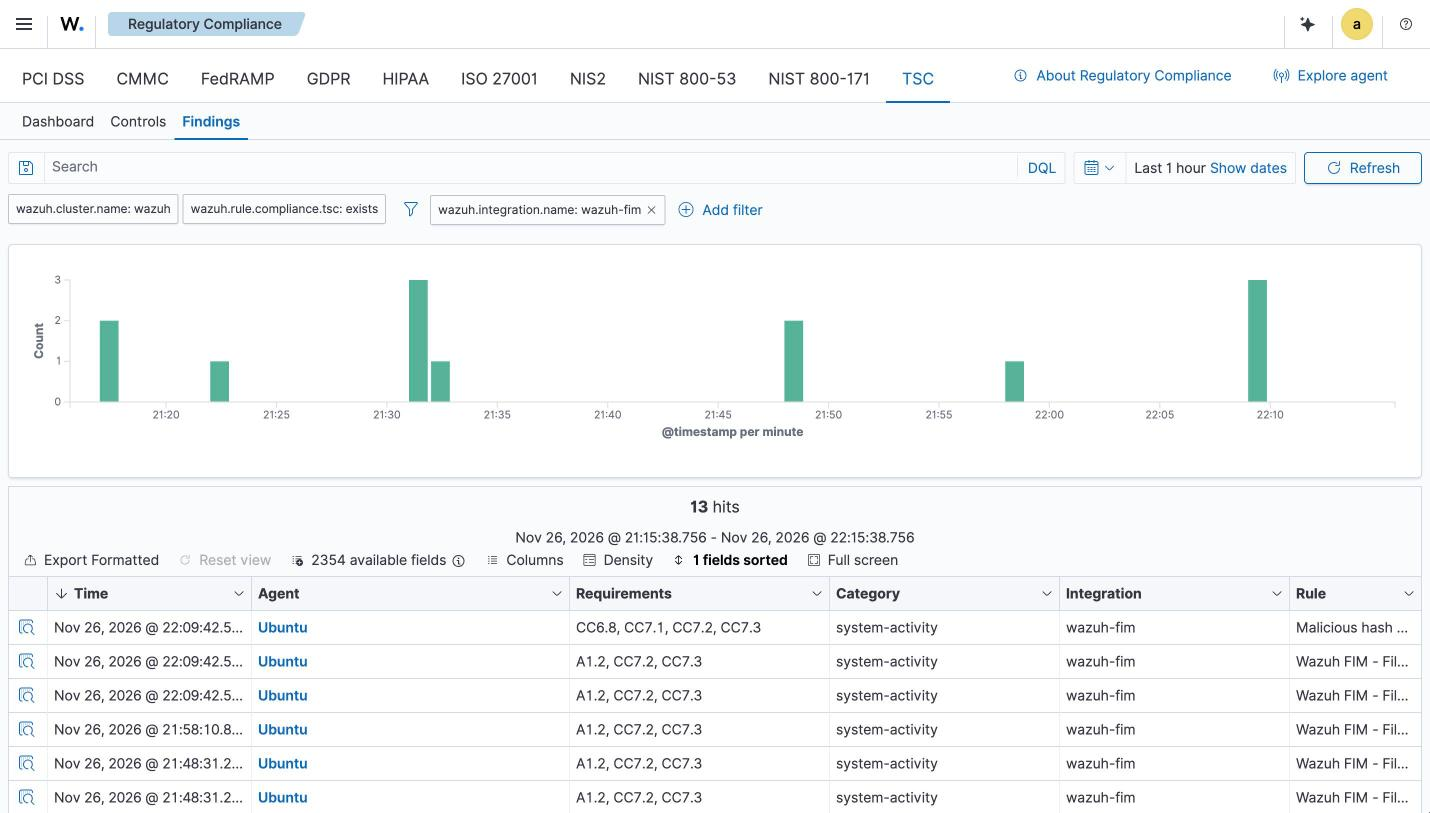 W. Regulatory Compliance a
PCI DSS CMMC FedRAMP GDPR HIPAA ISO 27001 NIS2 NIST 800-53 NIST 800-171 TSC About Regulatory Compliance Explore agent
Dashboard Controls Findings
Search DQL Last 1 hour Show dates Refresh
wazuh.cluster.name: wazuh wazuh.rule.compliance.tsc: exists wazuh.integration.name: wazuh-fim Add filter
3
2
1
0
Count
21:20 21:25 21:30 21:35 21:40 21:45 21:50 21:55 22:00 22:05 22:10
@timestamp per minute
13 hits
Nov 26, 2026 @ 21:15:38.756 - Nov 26, 2026 @ 22:15:38.756
Export Formatted Reset view 2354 available fields Columns Density 1 fields sorted Full screen
Time Agent Requirements Category Integration Rule
Nov 26, 2026 @ 22:09:42.5... Ubuntu CC6.8, CC7.1, CC7.2, CC7.3 system-activity wazuh-fim Malicious hash ...
Nov 26, 2026 @ 22:09:42.5... Ubuntu A1.2, CC7.2, CC7.3 system-activity wazuh-fim Wazuh FIM - Fil...
Nov 26, 2026 @ 22:09:42.5... Ubuntu A1.2, CC7.2, CC7.3 system-activity wazuh-fim Wazuh FIM - Fil...
Nov 26, 2026 @ 21:58:10.8... Ubuntu A1.2, CC7.2, CC7.3 system-activity wazuh-fim Wazuh FIM - Fil...
Nov 26, 2026 @ 21:48:31.2... Ubuntu A1.2, CC7.2, CC7.3 system-activity wazuh-fim Wazuh FIM - Fil...
Nov 26, 2026 @ 21:48:31.2... Ubuntu A1.2, CC7.2, CC7.3 system-activity wazuh-fim Wazuh FIM - Fil...